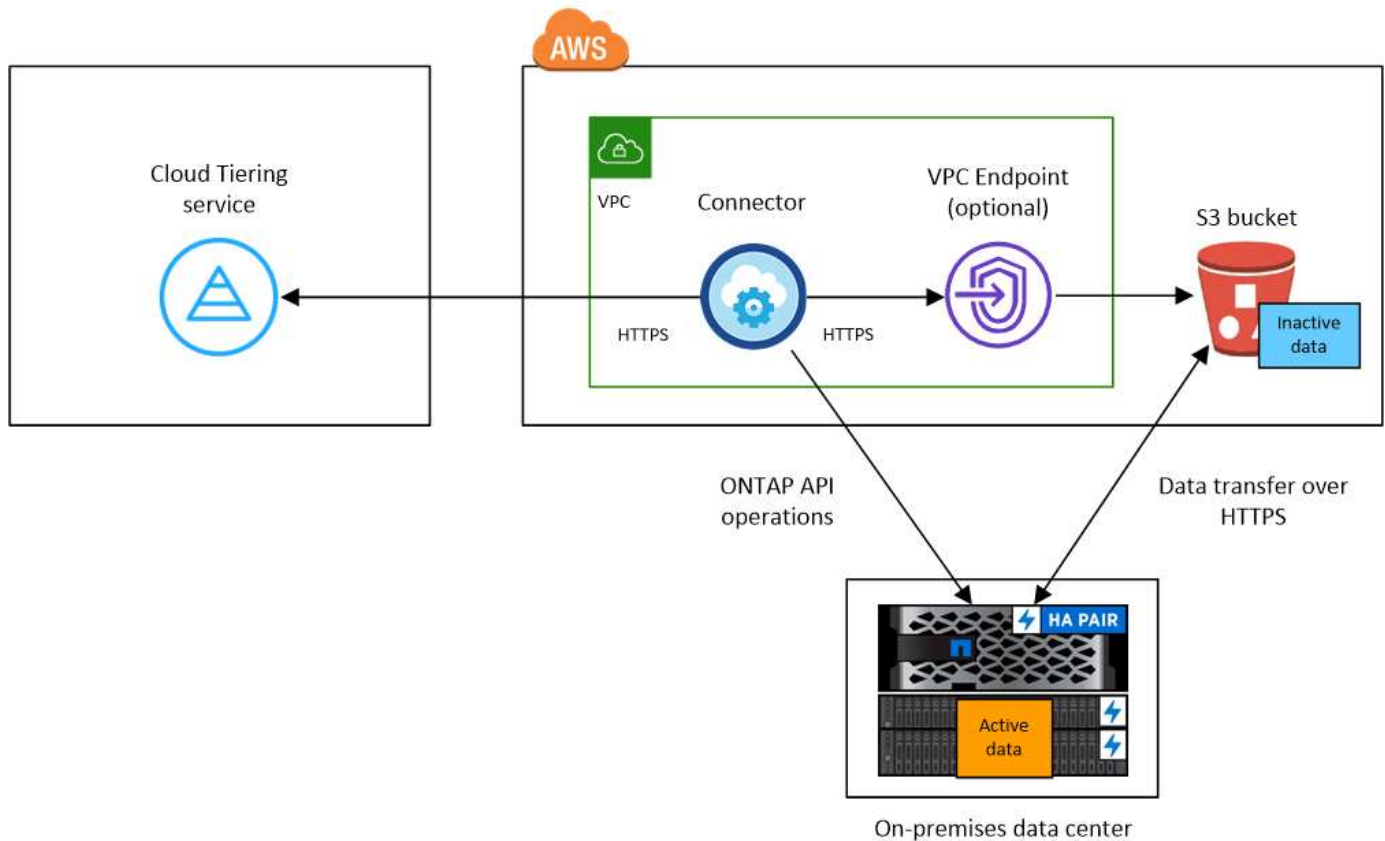 AWS
Cloud Tiering
service
VPC
Connector
VPC Endpoint
(optional)
S3 bucket
HTTPS
HTTPS
Inactive
data
ONTAP API
operations
Data transfer over
HTTPS
HA PAIR
Active
data
On-premises data center